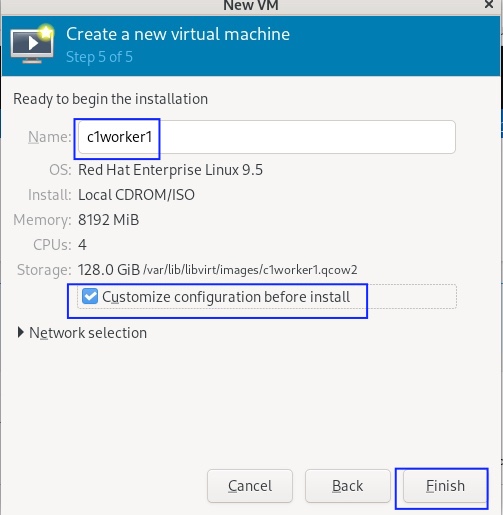 New VM
Create a new virtual machine
Step 5 of 5
Ready to begin the installation
Name: c1worker1
OS: Red Hat Enterprise Linux 9.5
Install: Local CDROM/ISO
Memory: 8192 MiB
CPUs: 4
Storage: 128.0 GiB /var/lib/libvirt/images/c1worker1.qcow2
Customize configuration before install
Network selection
Cancel Back Finish